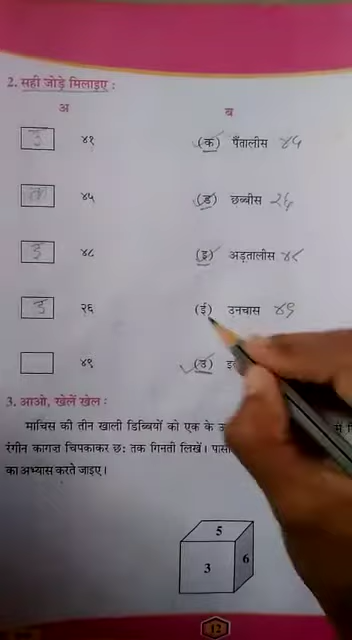 2. सही जोड़े मिलाइए :
अ ब
उ ४१ (क) पैंतालीस ४५
क ४५ (ड) छब्बीस २६
इ ४८ (इ) अड़तालीस ४८
ड २६ (ई) उनचास ४९
४९ (उ)
3. आओ, खेलें खेल :
माचिस की तीन खाली डिब्बियों को एक के
रंगीन कागज चिपकाकर छः तक गिनती लिखें।
का अभ्यास करते जाइए।
5
3 6
12